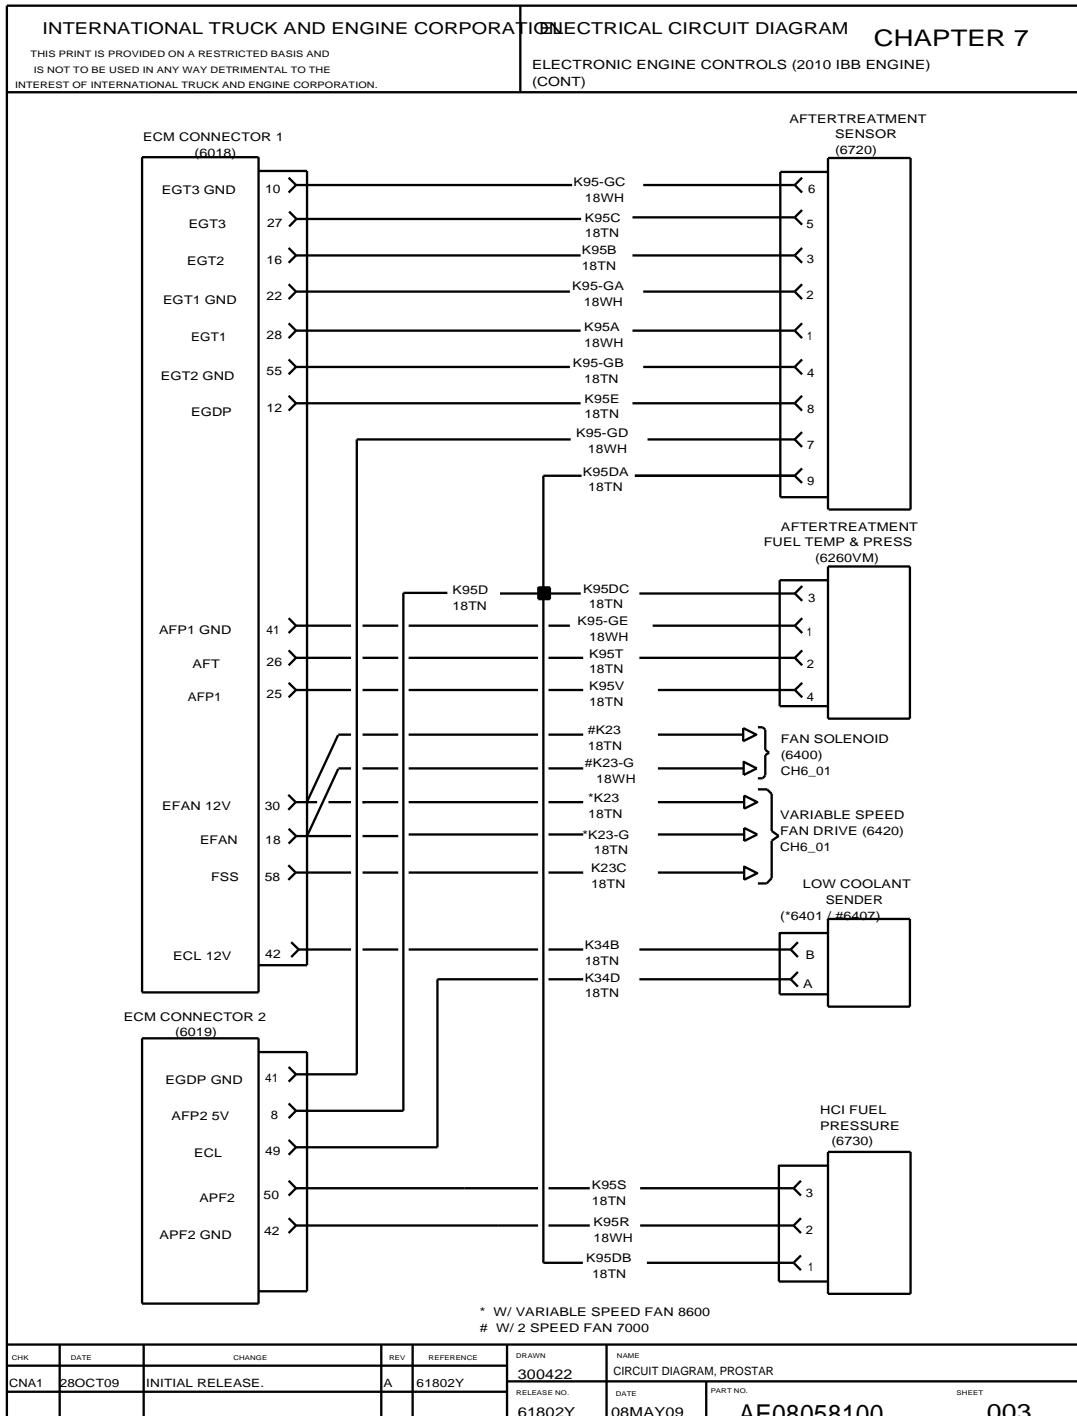 INTERNATIONAL TRUCK AND ENGINE CORPORATION
THIS PRINT IS PROVIDED ON A RESTRICTED BASIS AND
IS NOT TO BE USED IN ANY WAY DETRIMENTAL TO THE
INTEREST OF INTERNATIONAL TRUCK AND ENGINE CORPORATION.
ELECTRICAL CIRCUIT DIAGRAM
CHAPTER 7
ELECTRONIC ENGINE CONTROLS (2010 IBB ENGINE)
(CONT)
ECM CONNECTOR 1
(6018)
AFTERTREATMENT
SENSOR
(6720)
EGT3 GND 10 K95-GC 6
18WH
EGT3 27 K95C 5
18TN
EGT2 16 K95B 3
18TN
EGT1 GND 22 K95-GA 2
18WH
EGT1 28 K95A 1
18WH
EGT2 GND 55 K95-GB 4
18TN
EGDP 12 K95E 8
18TN
K95-GD 7
18WH
K95DA 9
18TN
AFTERTREATMENT
FUEL TEMP & PRESS
(6260VM)
K95D K95DC 3
18TN 18TN
AFP1 GND 41 K95-GE 1
18WH
AFT 26 K95T 2
18TN
AFP1 25 K95V 4
18TN
#K23
18TN
#K23-G
18WH
FAN SOLENOID
(6400)
CH6_01
EFAN 12V 30 *K23
18TN
EFAN 18 *K23-G
18TN
FSS 58 K23C
18TN
VARIABLE SPEED
FAN DRIVE (6420)
CH6_01
LOW COOLANT
SENDER
(*6401 / #6407)
ECL 12V 42 K34B B
18TN
K34D A
18TN
ECM CONNECTOR 2
(6019)
EGDP GND 41
AFP2 5V 8
ECL 49
HCI FUEL
PRESSURE
(6730)
APF2 50 K95S 3
18TN
APF2 GND 42 K95R 2
18WH
K95DB 1
18TN
* W/ VARIABLE SPEED FAN 8600
# W/ 2 SPEED FAN 7000
CHK DATE CHANGE REV REFERENCE
CNA1 28OCT09 INITIAL RELEASE. A 61802Y
DRAWN
300422
NAME
CIRCUIT DIAGRAM, PROSTAR
RELEASE NO.
61802Y
DATE
08MAY09
PART NO.
AE08058100
SHEET
003